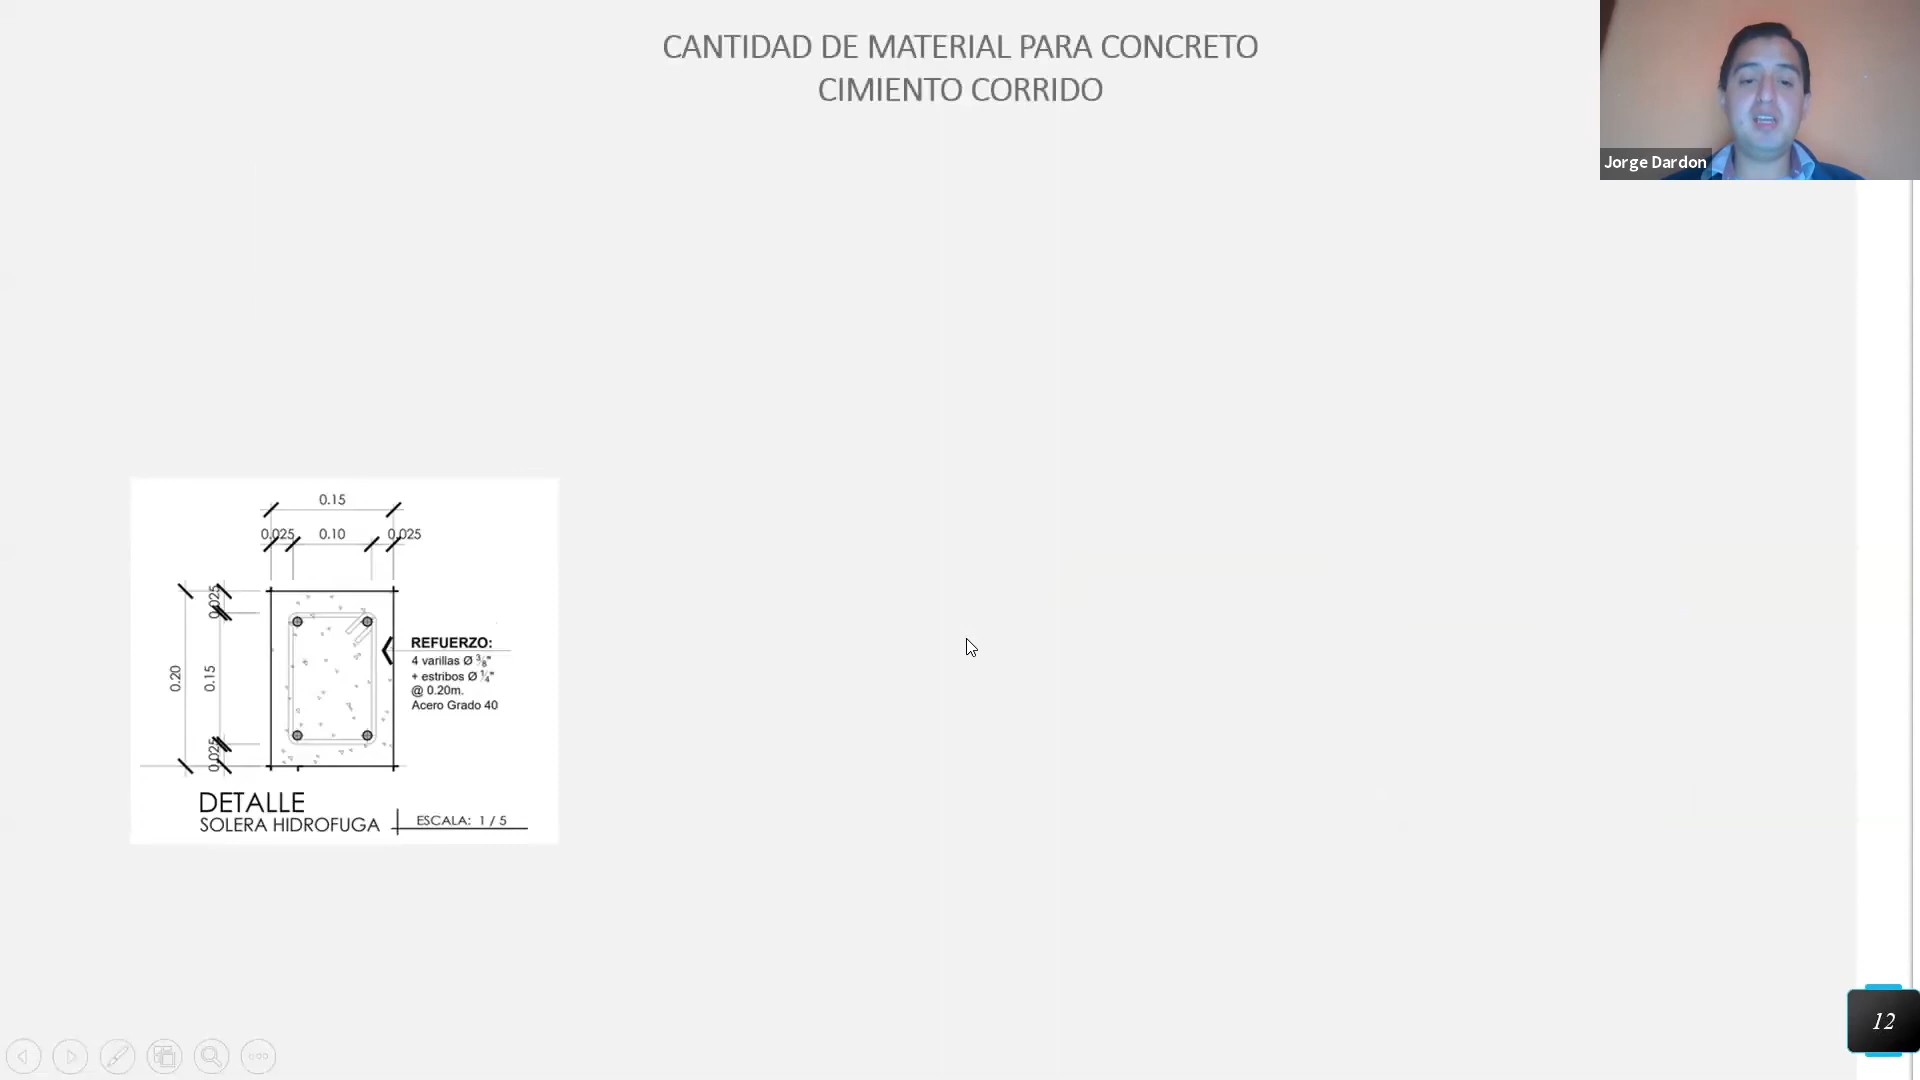 CANTIDAD DE MATERIAL PARA CONCRETO
CIMIENTO CORRIDO
Jorge Dardon
0.15
0.025 0.10 0.025
0.025
0.20 0.15
0.025
REFUERZO:
4 varillas Ø 3/8"
+ estribos Ø 1/4"
@ 0.20m.
Acero Grado 40
DETALLE
SOLERA HIDROFUGA
ESCALA: 1 / 5
12